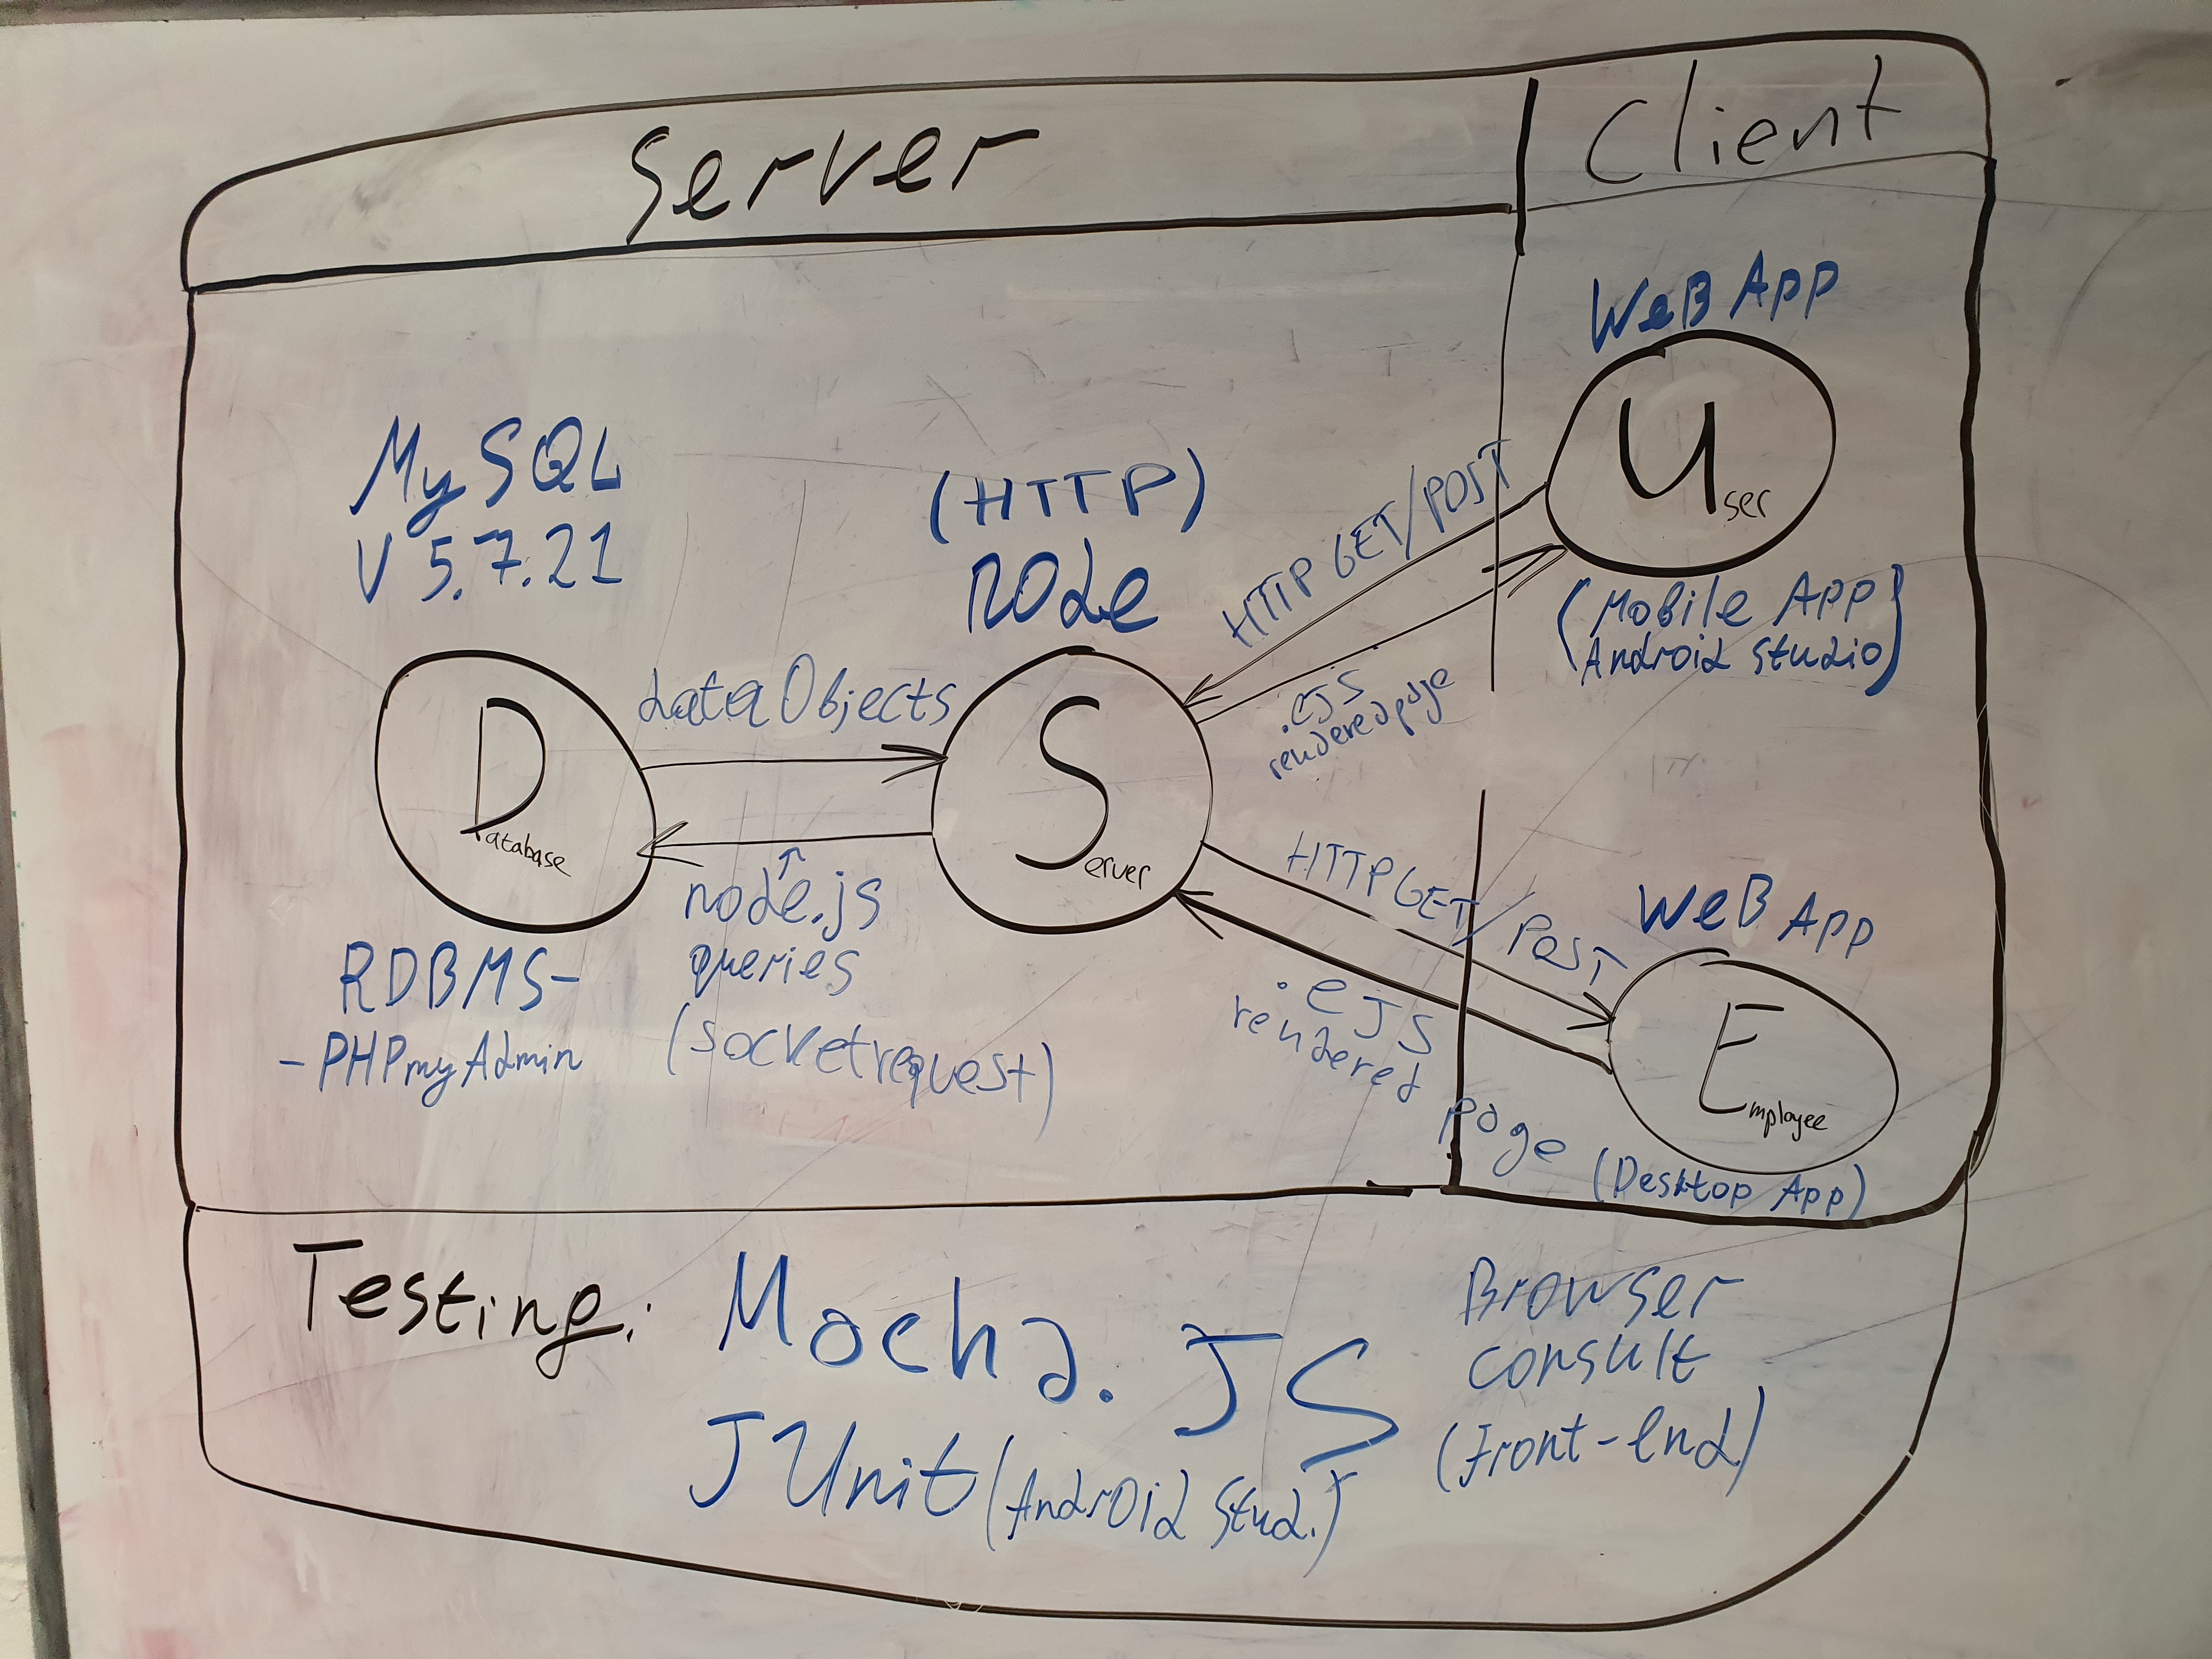 Server
Client
WeB App
User
(Mobile App
Android Studio)
MySQL
V 5.7.21
(HTTP)
node
HTTP GET/POST
.eJS
rendered page
dataObjects
Database
Server
node.js
queries
(socketrequest)
RDBMS-
-PHPmyAdmin
HTTP GET/POST
.eJS
rendered page
WeB App
Employee
(Desktop App)
Testing:
Mocha.JS
JUnit (Android Stud.)
Browser
consult
(Front-end)